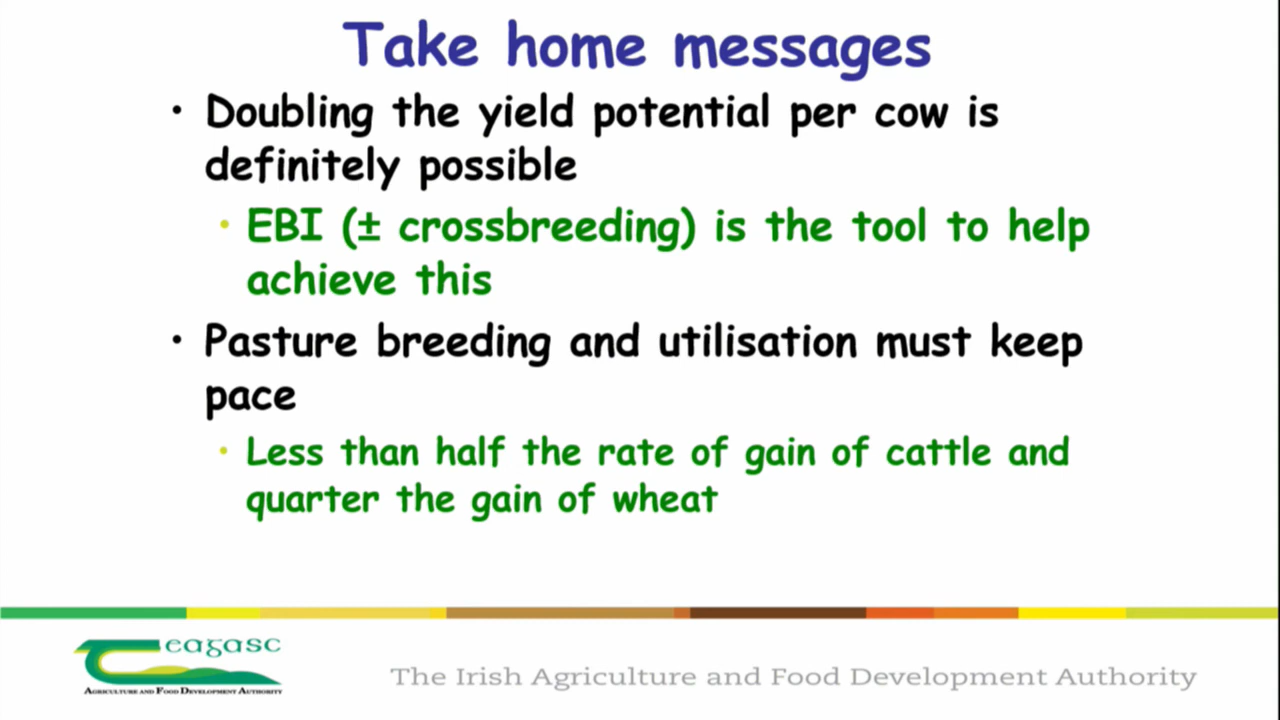 Take home messages
• Doubling the yield potential per cow is
definitely possible
• EBI (± crossbreeding) is the tool to help
achieve this
• Pasture breeding and utilisation must keep
pace
• Less than half the rate of gain of cattle and
quarter the gain of wheat
Teagasc
AGRICULTURE AND FOOD DEVELOPMENT AUTHORITY
The Irish Agriculture and Food Development Authority